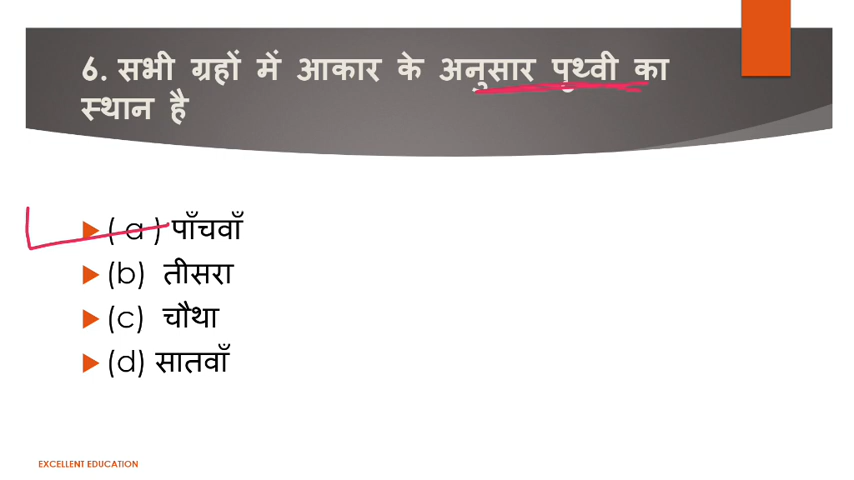 6. सभी ग्रहों में आकार के अनुसार पृथ्वी का
स्थान है
( a ) पाँचवाँ
(b) तीसरा
(c) चौथा
(d) सातवाँ
EXCELLENT EDUCATION